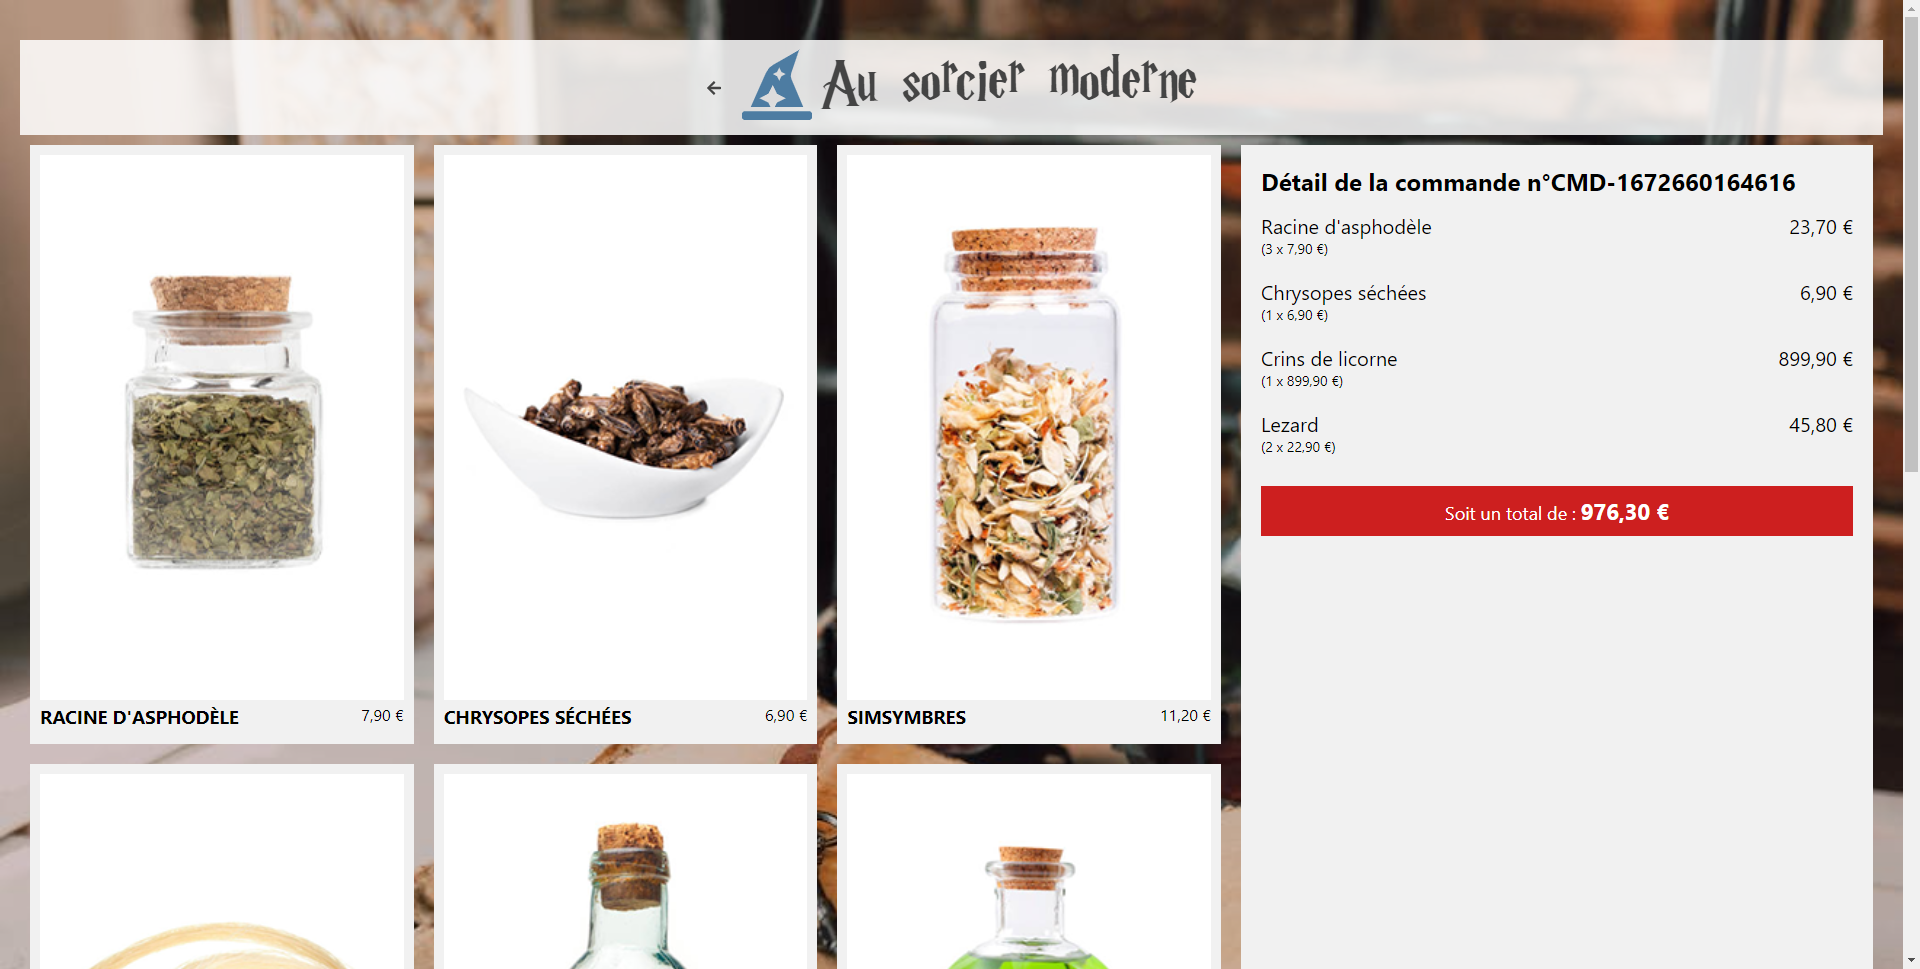 Au sorcier moderne
RACINE D'ASPHODÈLE 7,90 €
CHRYSOPES SÉCHÉES 6,90 €
SIMSYMBRES 11,20 €
Détail de la commande n°CMD-1672660164616
Racine d'asphodèle 23,70 €
(3 x 7,90 €)
Chrysopes séchées 6,90 €
(1 x 6,90 €)
Crins de licorne 899,90 €
(1 x 899,90 €)
Lezard 45,80 €
(2 x 22,90 €)
Soit un total de : 976,30 €